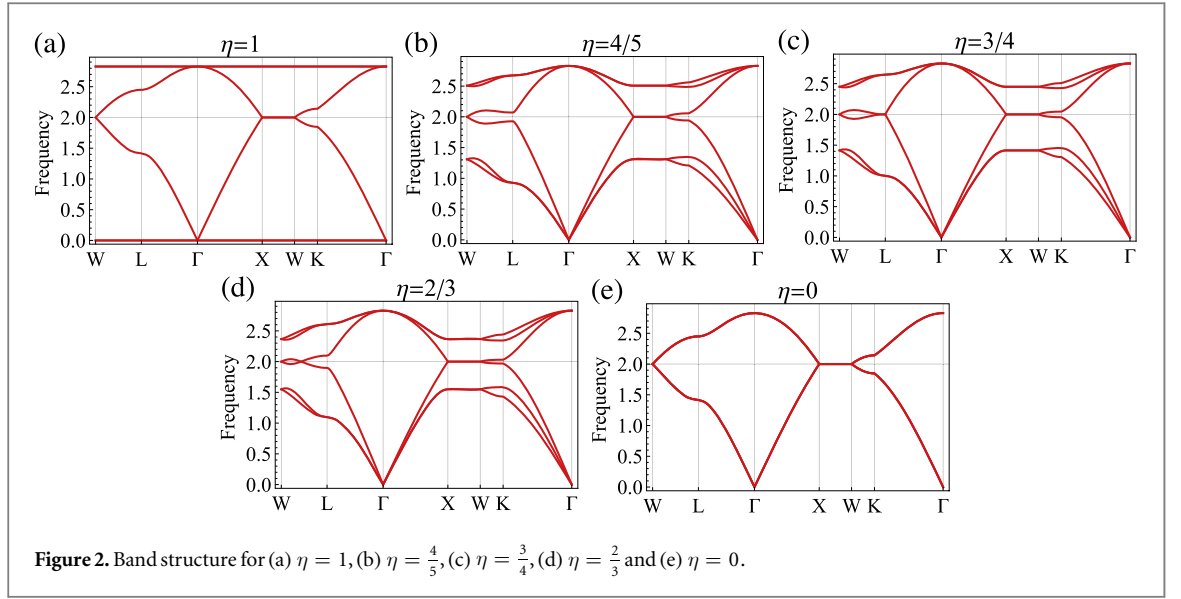 (a) η=1
Frequency
2.5
2.0
1.5
1.0
0.5
0.0
W L Γ X W K Γ
(b) η=4/5
Frequency
2.5
2.0
1.5
1.0
0.5
0.0
W L Γ X W K Γ
(c) η=3/4
Frequency
2.5
2.0
1.5
1.0
0.5
0.0
W L Γ X W K Γ
(d) η=2/3
Frequency
2.5
2.0
1.5
1.0
0.5
0.0
W L Γ X W K Γ
(e) η=0
Frequency
2.5
2.0
1.5
1.0
0.5
0.0
W L Γ X W K Γ
Figure 2. Band structure for (a) η = 1, (b) η = 4/5, (c) η = 3/4, (d) η = 2/3 and (e) η = 0.